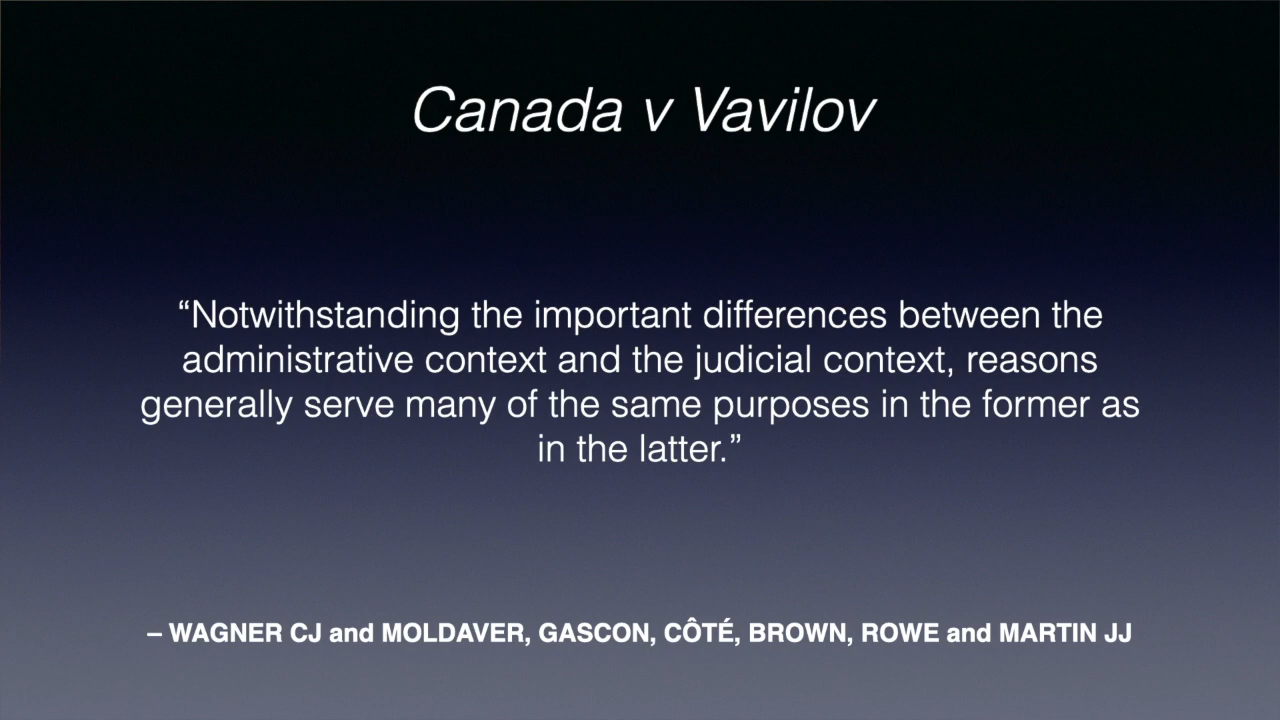 Canada v Vavilov
“Notwithstanding the important differences between the
administrative context and the judicial context, reasons
generally serve many of the same purposes in the former as
in the latter.”
– WAGNER CJ and MOLDAVER, GASCON, CÔTÉ, BROWN, ROWE and MARTIN JJ